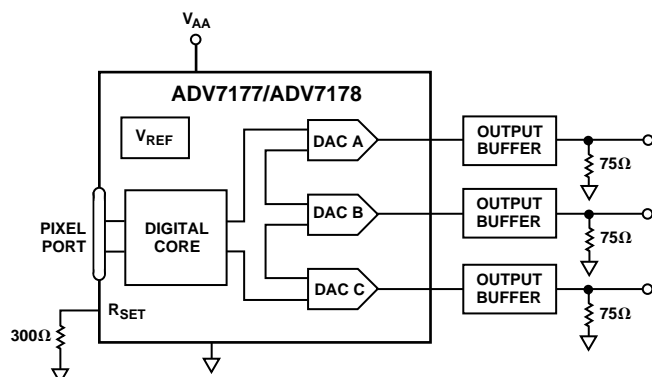 VAA
ADV7177/ADV7178
VREF
DAC A
OUTPUT
BUFFER
75Ω
PIXEL
PORT
DIGITAL
CORE
DAC B
OUTPUT
BUFFER
75Ω
RSET
DAC C
OUTPUT
BUFFER
75Ω
300Ω